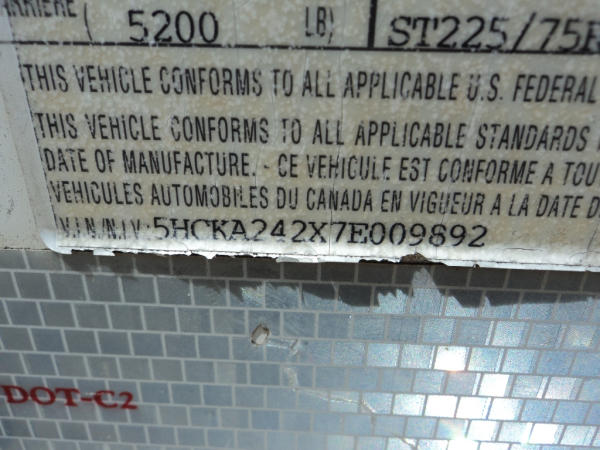 ARRIÈRE ( 5200 LB) ST225/75R
THIS VEHICLE CONFORMS TO ALL APPLICABLE U.S. FEDERAL
THIS VEHICLE CONFORMS TO ALL APPLICABLE STANDARDS
DATE OF MANUFACTURE. - CE VEHICULE EST CONFORME A TOU
VEHICULES AUTOMOBILES DU CANADA EN VIGUEUR A LA DATE D
V.I.N/N.I.V: 5HCKA242X7E009892
DOT-C2